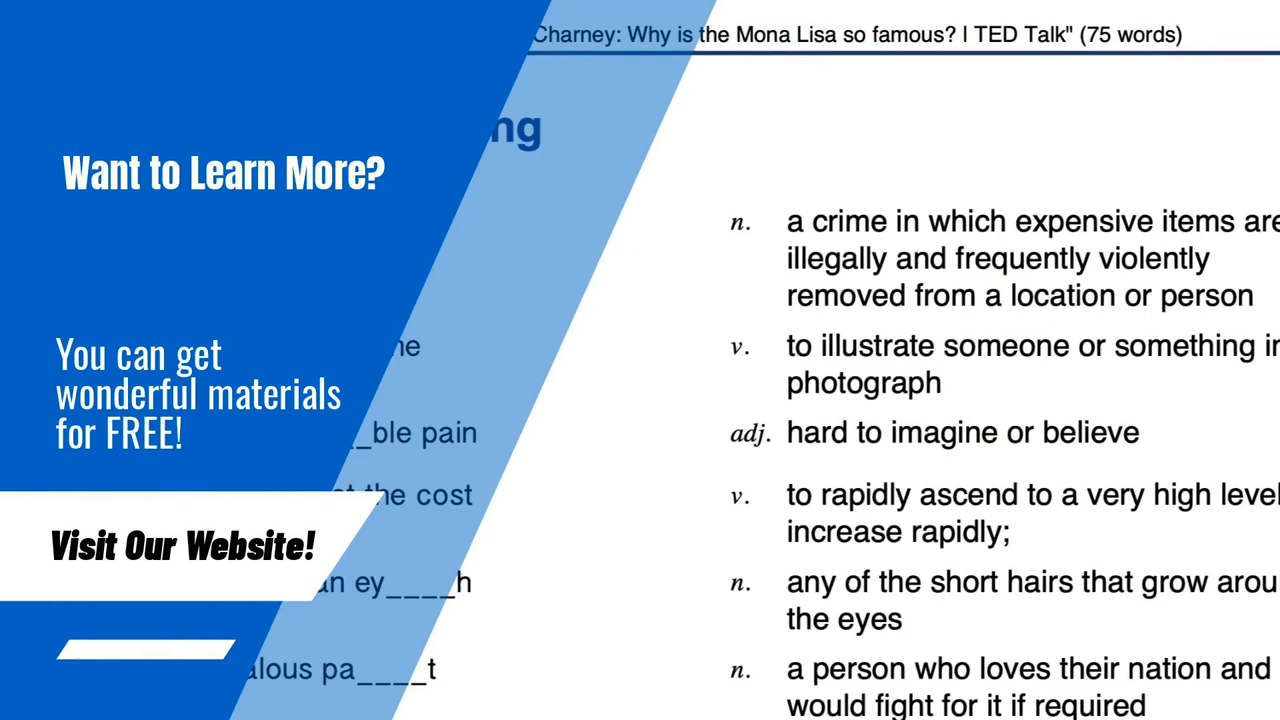 Charney: Why is the Mona Lisa so famous? | TED Talk" (75 words)
ng
Want to Learn More?
You can get
wonderful materials
for FREE!
Visit Our Website!
n. a crime in which expensive items are
illegally and frequently violently
removed from a location or person
he v. to illustrate someone or something in
photograph
_ble pain adj. hard to imagine or believe
the cost v. to rapidly ascend to a very high level
increase rapidly;
an ey____h n. any of the short hairs that grow arou
the eyes
alous pa____t n. a person who loves their nation and
would fight for it if required